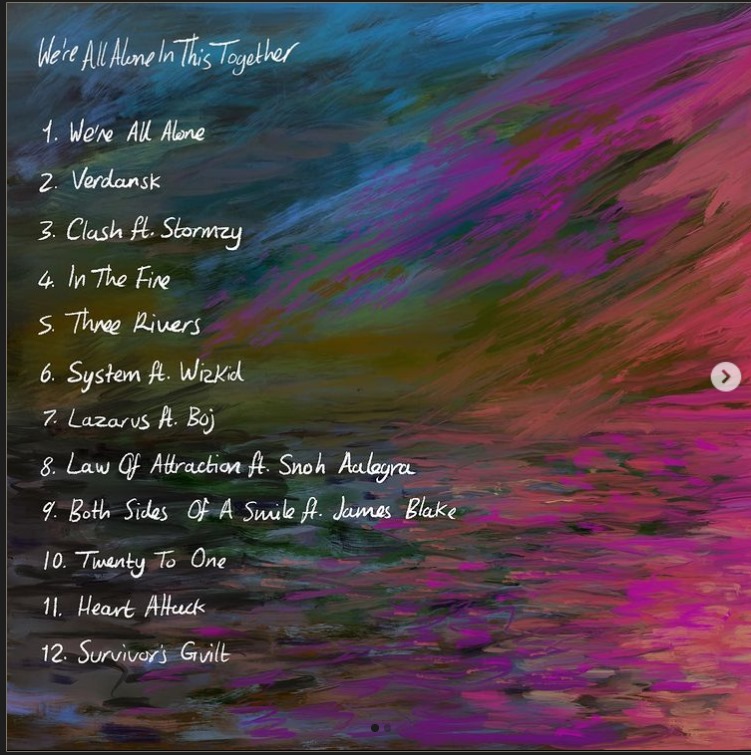 We're All Alone In This Together
1. We're All Alone
2. Verdansk
3. Clash ft. Stormzy
4. In The Fire
5. Three Rivers
6. System ft. Wizkid
7. Lazarus ft. Boj
8. Law Of Attraction ft. Snoh Aalegra
9. Both Sides Of A Smile ft. James Blake
10. Twenty To One
11. Heart Attack
12. Survivor's Guilt